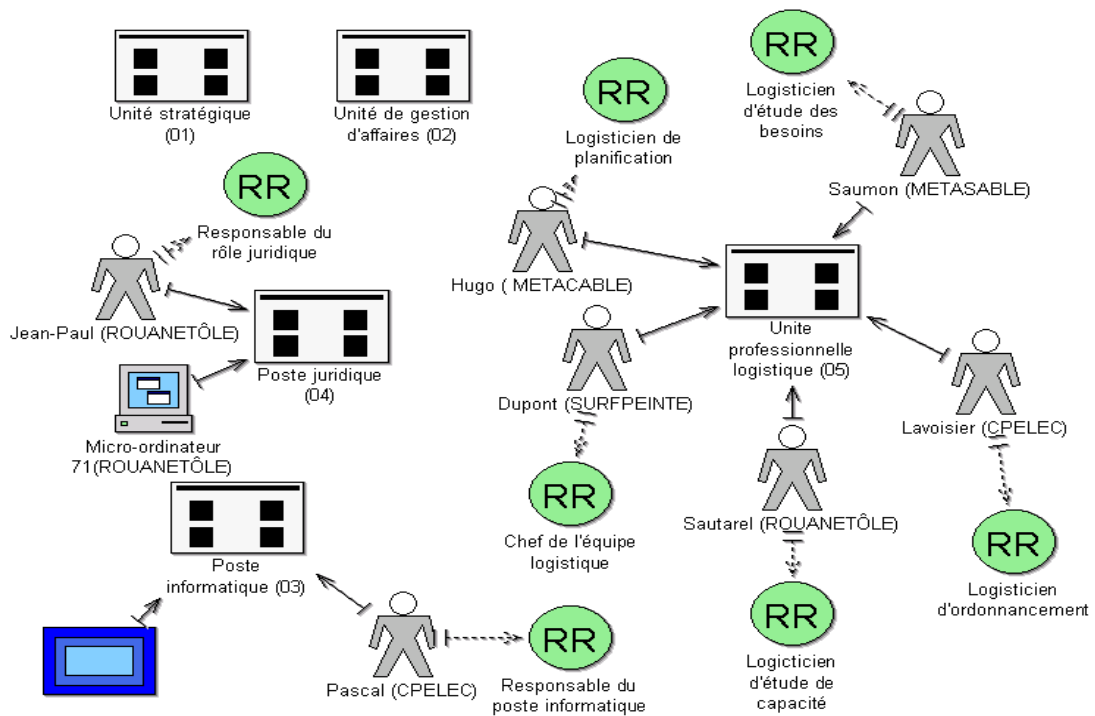 RR
Logisticien
d'étude des
besoins
Unité stratégique
(01)
Unité de gestion
d'affaires (02)
RR
Logisticien de
planification
RR
Responsable du
rôle juridique
Saumon (METASABLE)
Hugo ( METACABLE)
Jean-Paul (ROUANETÔLE)
Poste juridique
(04)
Unite
professionnelle
logistique (05)
Dupont (SURFPEINTE)
Lavoisier (CPELEC)
Micro-ordinateur
71(ROUANETÔLE)
RR
Chef de l'équipe
logistique
Sautarel (ROUANETÔLE)
RR
Logisticien
d'ordonnancement
Poste
informatique (03)
RR
Logicticien
d'étude de
capacité
Pascal (CPELEC)
RR
Responsable du
poste informatique